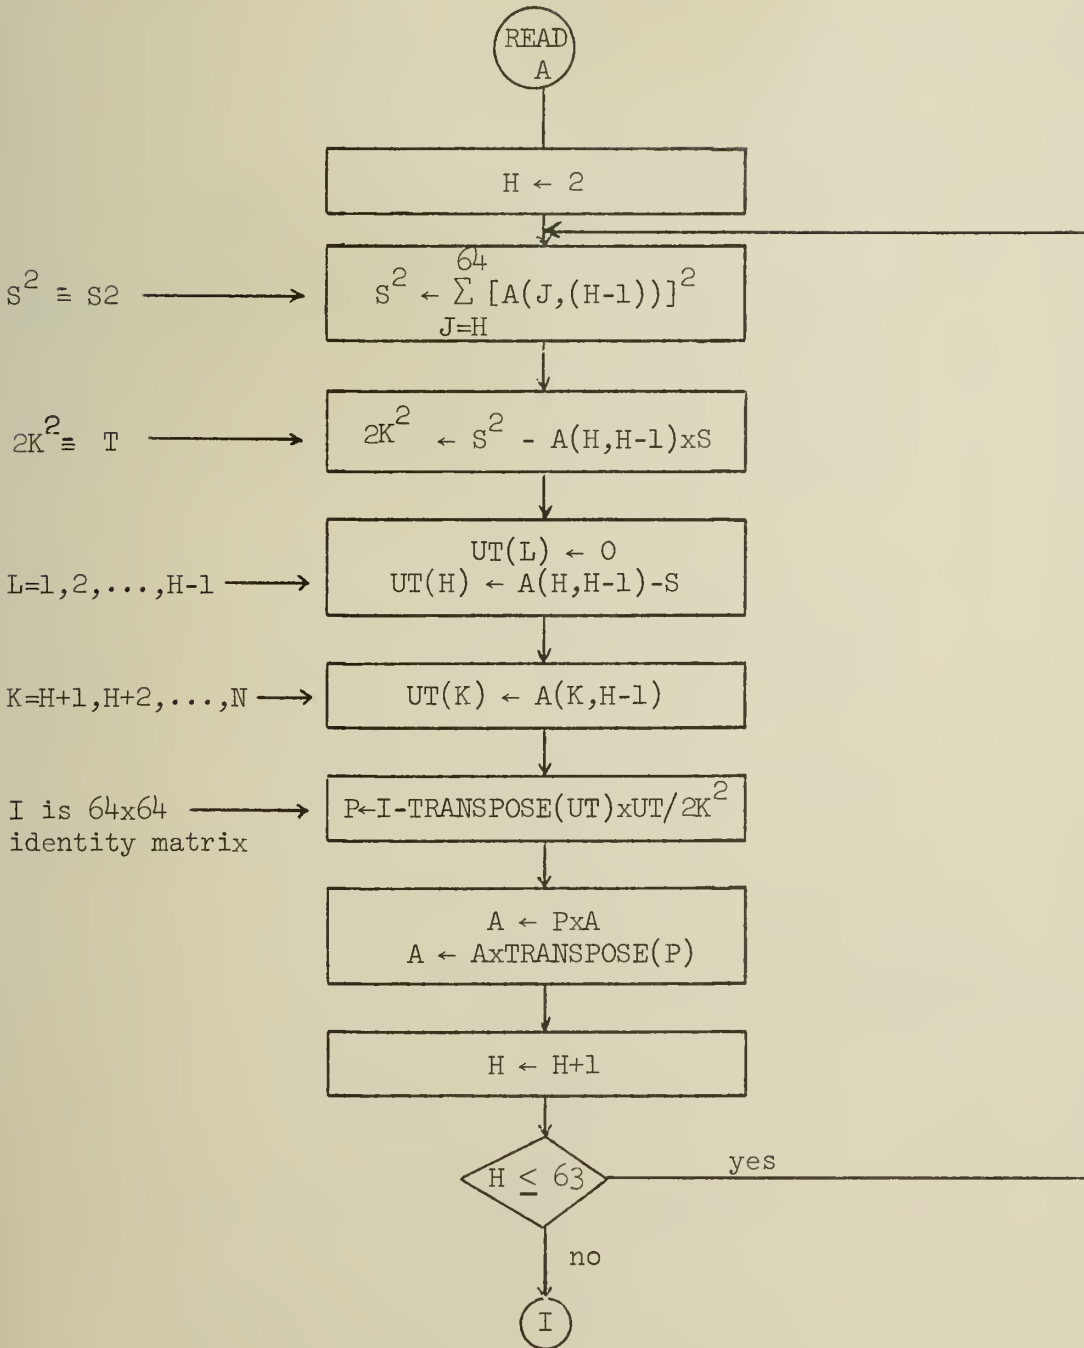 READ
A
H ← 2
S² ≡ S2
64
S² ← Σ [A(J,(H-1))]²
J=H
2K² ≡ T
2K² ← S² - A(H,H-1)xS
L=1,2,...,H-1
UT(L) ← 0
UT(H) ← A(H,H-1)-S
K=H+1,H+2,...,N
UT(K) ← A(K,H-1)
I is 64x64
identity matrix
P←I-TRANSPOSE(UT)xUT/2K²
A ← PxA
A ← AxTRANSPOSE(P)
H ← H+1
H ≤ 63
yes
no
I